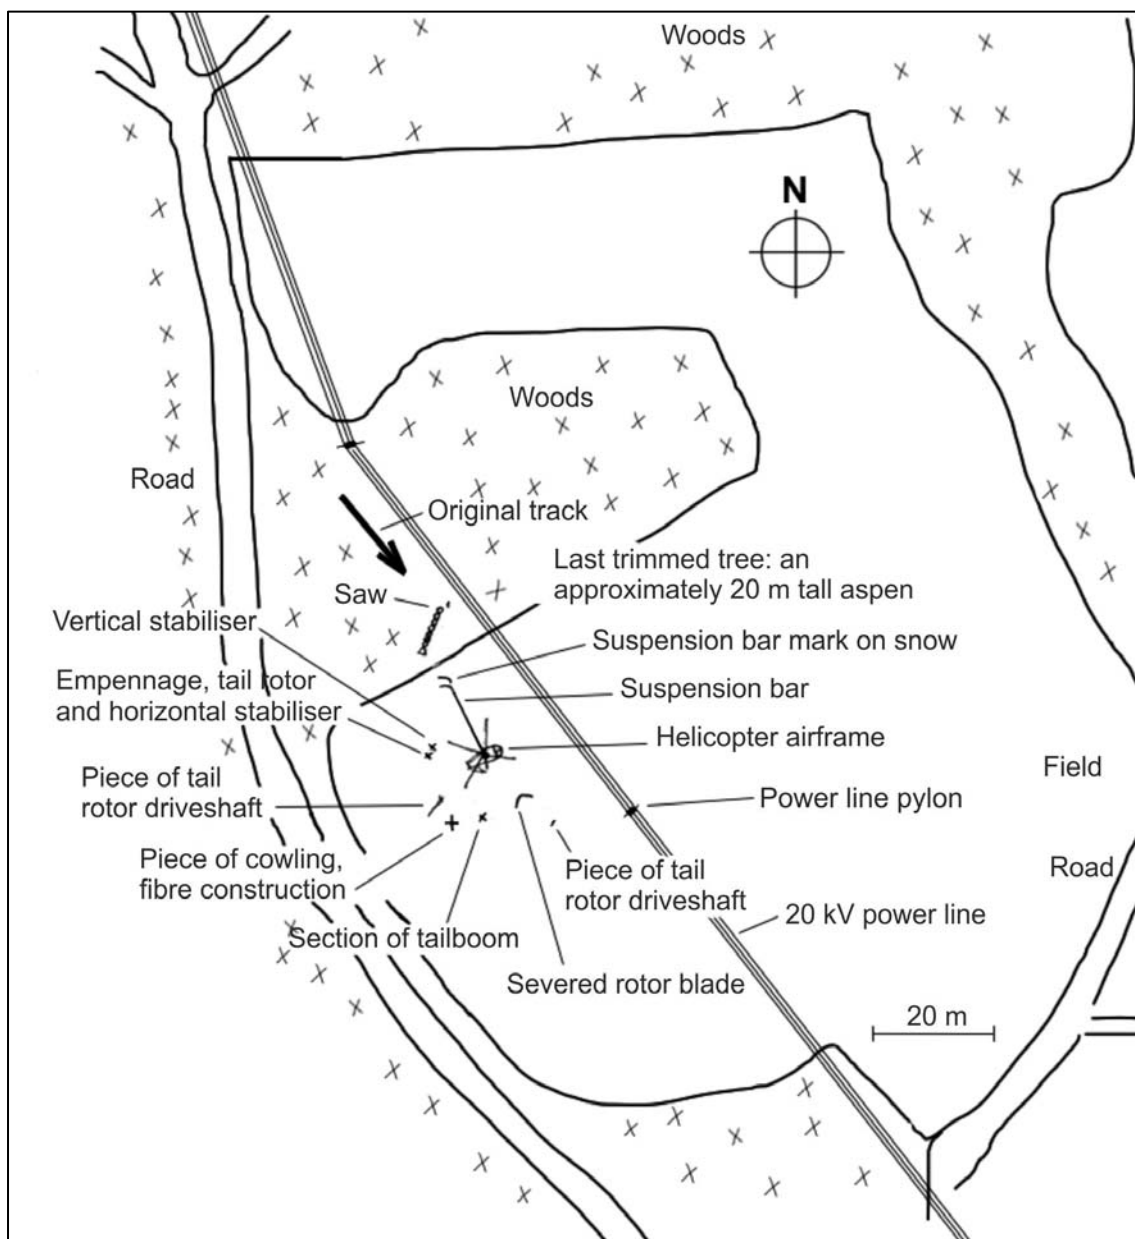 Woods
N
Woods
Road
Original track
Last trimmed tree: an
approximately 20 m tall aspen
Saw
Vertical stabiliser
Suspension bar mark on snow
Empennage, tail rotor
and horizontal stabiliser
Suspension bar
Helicopter airframe
Field
Piece of tail
rotor driveshaft
Power line pylon
Piece of cowling,
fibre construction
Piece of tail
rotor driveshaft
Road
20 kV power line
Section of tailboom
Severed rotor blade
20 m